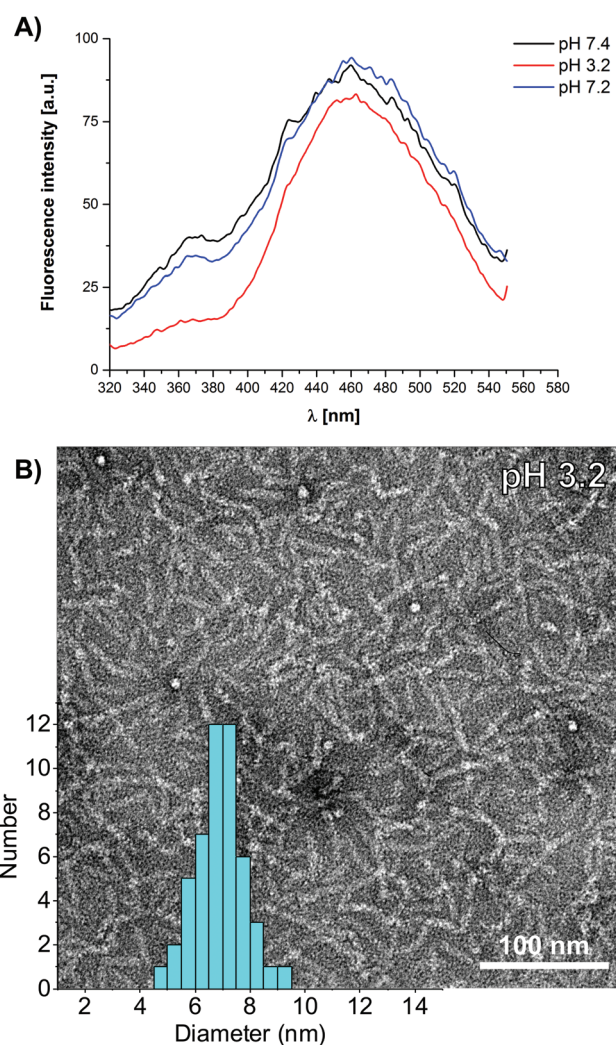 A)
Fluorescence intensity [a.u.]
100
75
50
25
0
320 340 360 380 400 420 440 460 480 500 520 540 560 580
λ [nm]
pH 7.4
pH 3.2
pH 7.2
B)
pH 3.2
Number
12
10
8
6
4
2
0
2 4 6 8 10 12 14
Diameter (nm)
100 nm